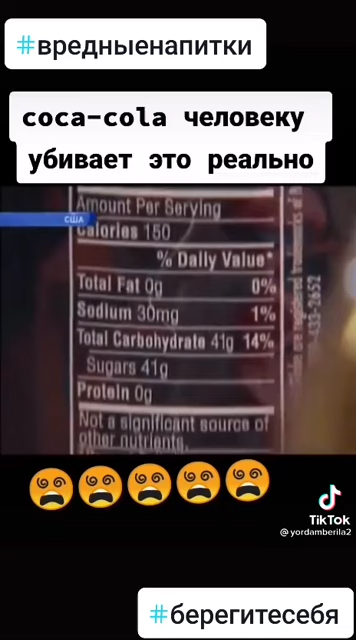 #вредныенапитки
coca-cola человеку
убивает это реально
США
Amount Per Serving
Calories 150
% Daily Value*
Total Fat 0g 0%
Sodium 30mg 1%
Total Carbohydrate 41g 14%
Sugars 41g
Protein 0g
Not a significant source of
other nutrients.
TikTok
@yordamberila2
#берегитесебя